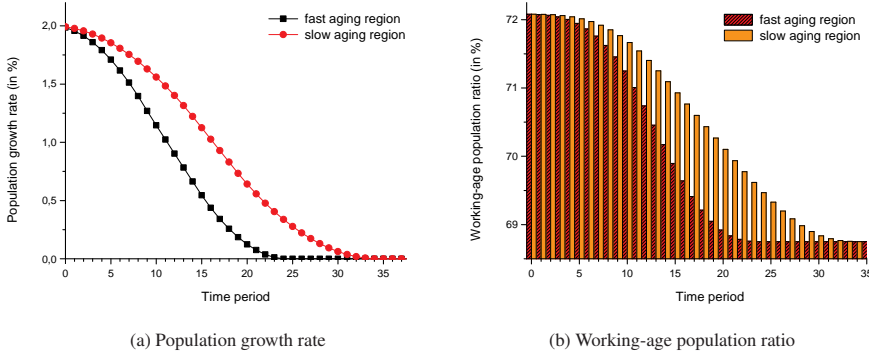 fast aging region
slow aging region
2,0
1,5
1,0
0,5
0,0
Population growth rate (in %)
0 5 10 15 20 25 30 35
Time period
(a) Population growth rate
fast aging region
slow aging region
72
71
70
69
Working-age population ratio (in %)
0 5 10 15 20 25 30 35
Time period
(b) Working-age population ratio